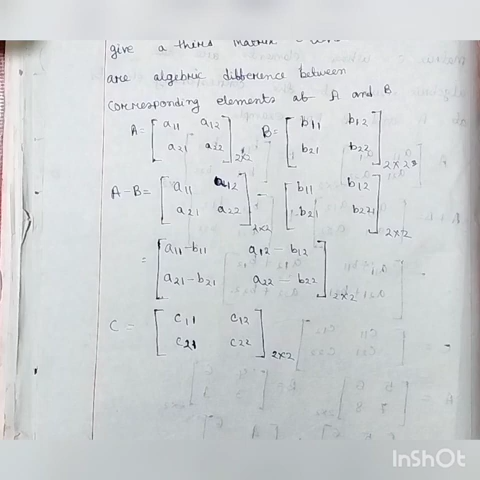 give a third matrix
are algebric difference between
corresponding elements of A and B
A = [a11 a12
a21 a22]2×2 B = [b11 b12
b21 b22]2×2
A - B = [a11 a12
a21 a22]2×2 - [b11 b12
b21 b22]2×2
= [a11 - b11 a12 - b12
a21 - b21 a22 - b22]2×2
C = [c11 c12
c21 c22]2×2
InShOt